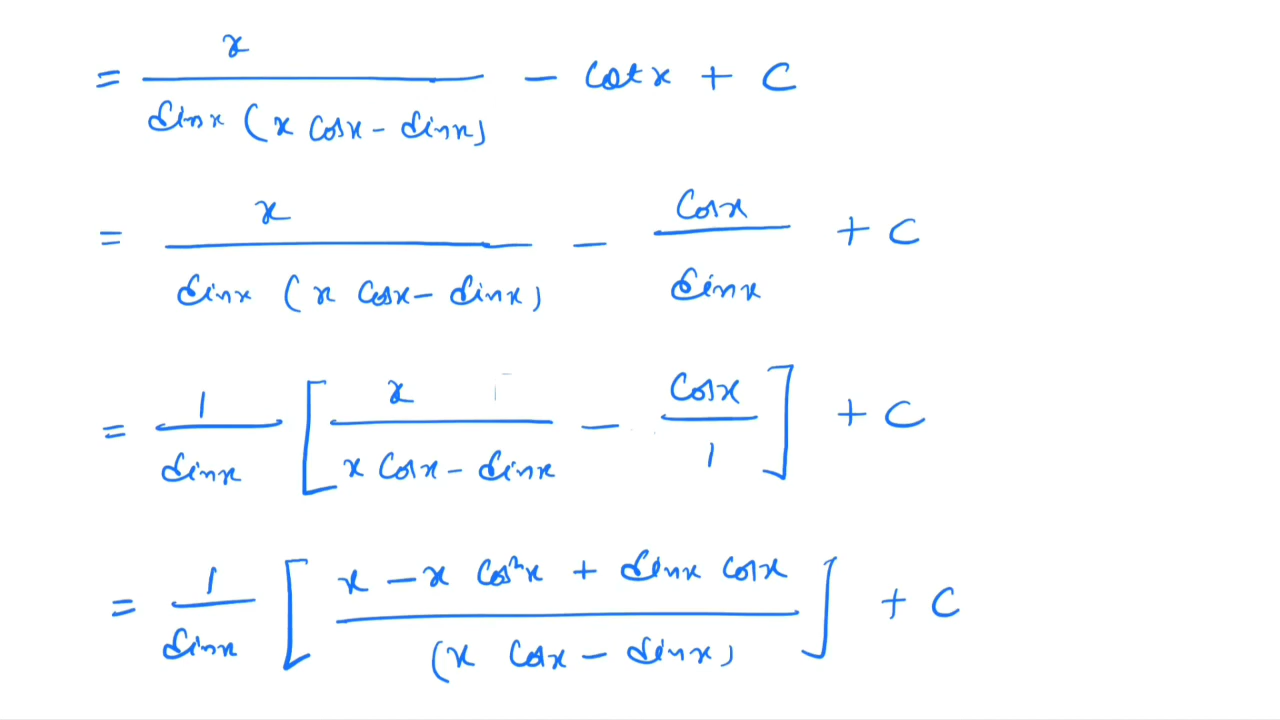 = x / (sinx (x cosx - sinx)) - cotx + C
= x / (sinx (x cosx - sinx)) - cosx / sinx + C
= 1 / sinx [ x / (x cosx - sinx) - cosx / 1 ] + C
= 1 / sinx [ (x - x cos²x + sinx cosx) / (x cosx - sinx) ] + C